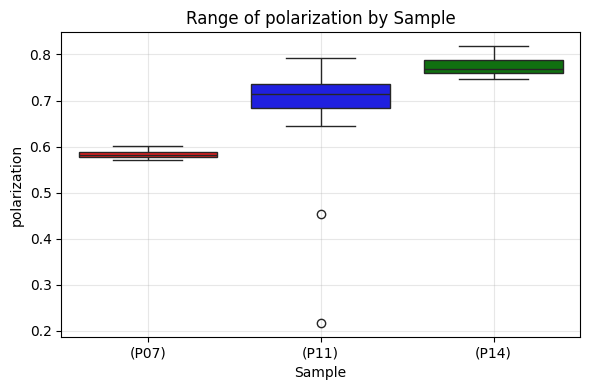 Range of polarization by Sample
polarization
0.8
0.7
0.6
0.5
0.4
0.3
0.2
(P07)
(P11)
(P14)
Sample